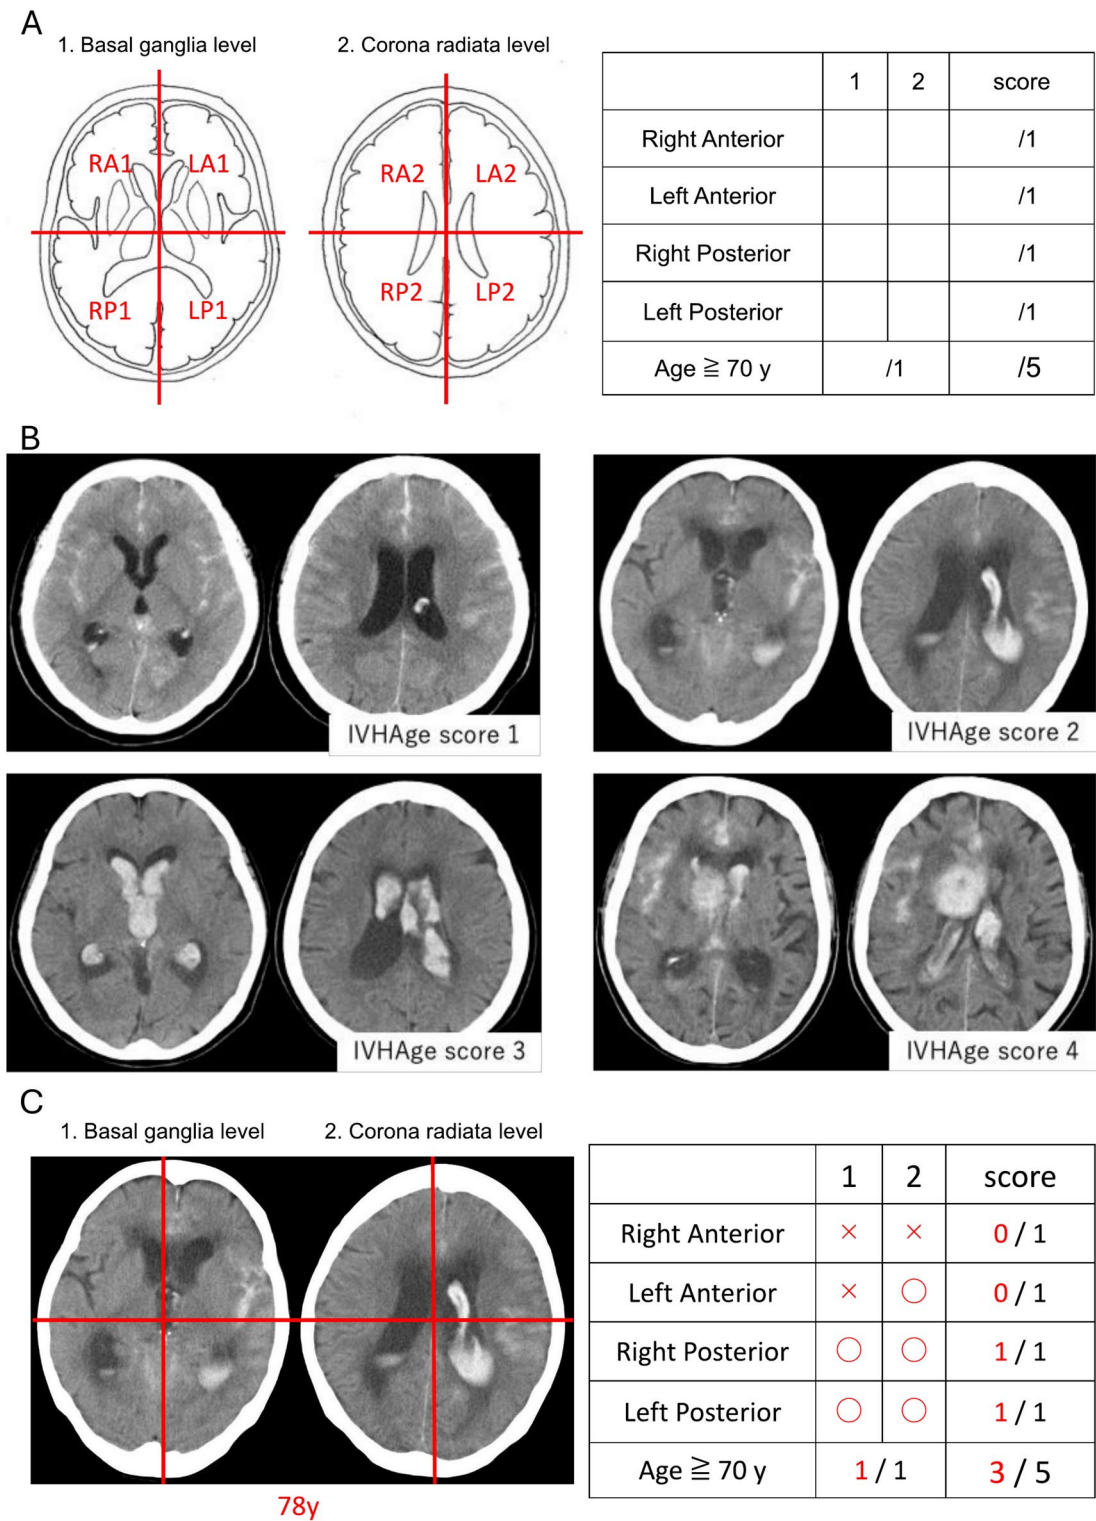 A
1. Basal ganglia level
2. Corona radiata level
RA1 LA1
RP1 LP1
RA2 LA2
RP2 LP2
1 2 score
Right Anterior /1
Left Anterior /1
Right Posterior /1
Left Posterior /1
Age ≧ 70 y /1 /5
B
IVHAge score 1
IVHAge score 2
IVHAge score 3
IVHAge score 4
C
1. Basal ganglia level
2. Corona radiata level
78y
1 2 score
Right Anterior × × 0 / 1
Left Anterior × ○ 0 / 1
Right Posterior ○ ○ 1 / 1
Left Posterior ○ ○ 1 / 1
Age ≧ 70 y 1 / 1 3 / 5